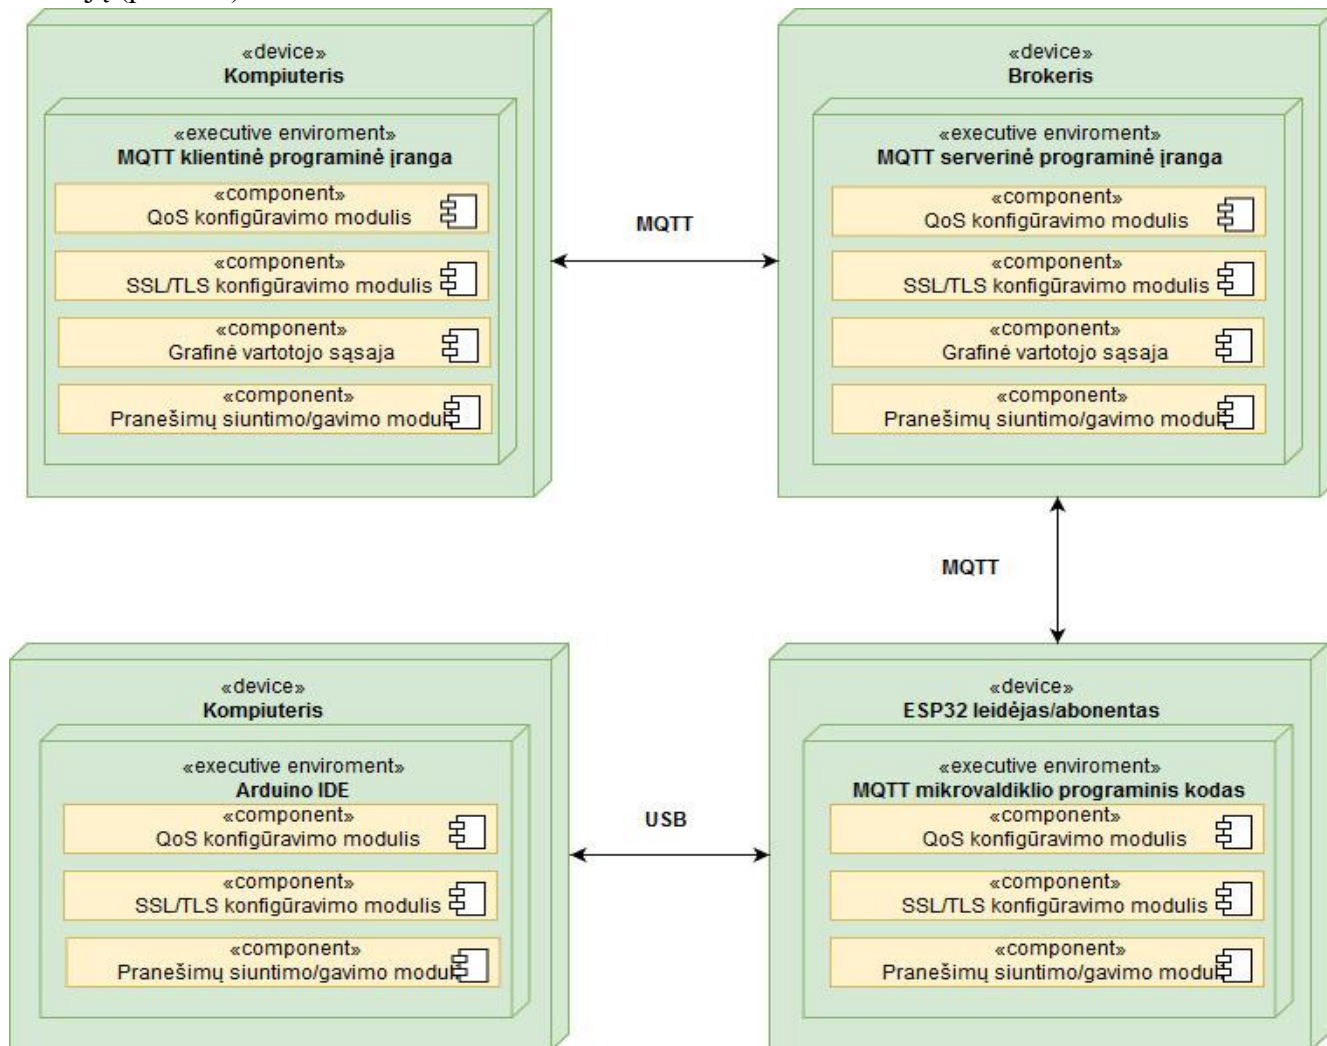 «device»
Kompiuteris
«executive enviroment»
MQTT klientinė programinė įranga
«component»
QoS konfigūravimo modulis
«component»
SSL/TLS konfigūravimo modulis
«component»
Grafinė vartotojo sąsaja
«component»
Pranešimų siuntimo/gavimo moduli
MQTT
«device»
Brokeris
«executive enviroment»
MQTT serverinė programinė įranga
«component»
QoS konfigūravimo modulis
«component»
SSL/TLS konfigūravimo modulis
«component»
Grafinė vartotojo sąsaja
«component»
Pranešimų siuntimo/gavimo moduli
MQTT
«device»
Kompiuteris
«executive enviroment»
Arduino IDE
«component»
QoS konfigūravimo modulis
«component»
SSL/TLS konfigūravimo modulis
«component»
Pranešimų siuntimo/gavimo moduli
USB
«device»
ESP32 leidėjas/abonentas
«executive enviroment»
MQTT mikrovaldiklio programinis kodas
«component»
QoS konfigūravimo modulis
«component»
SSL/TLS konfigūravimo modulis
«component»
Pranešimų siuntimo/gavimo moduli